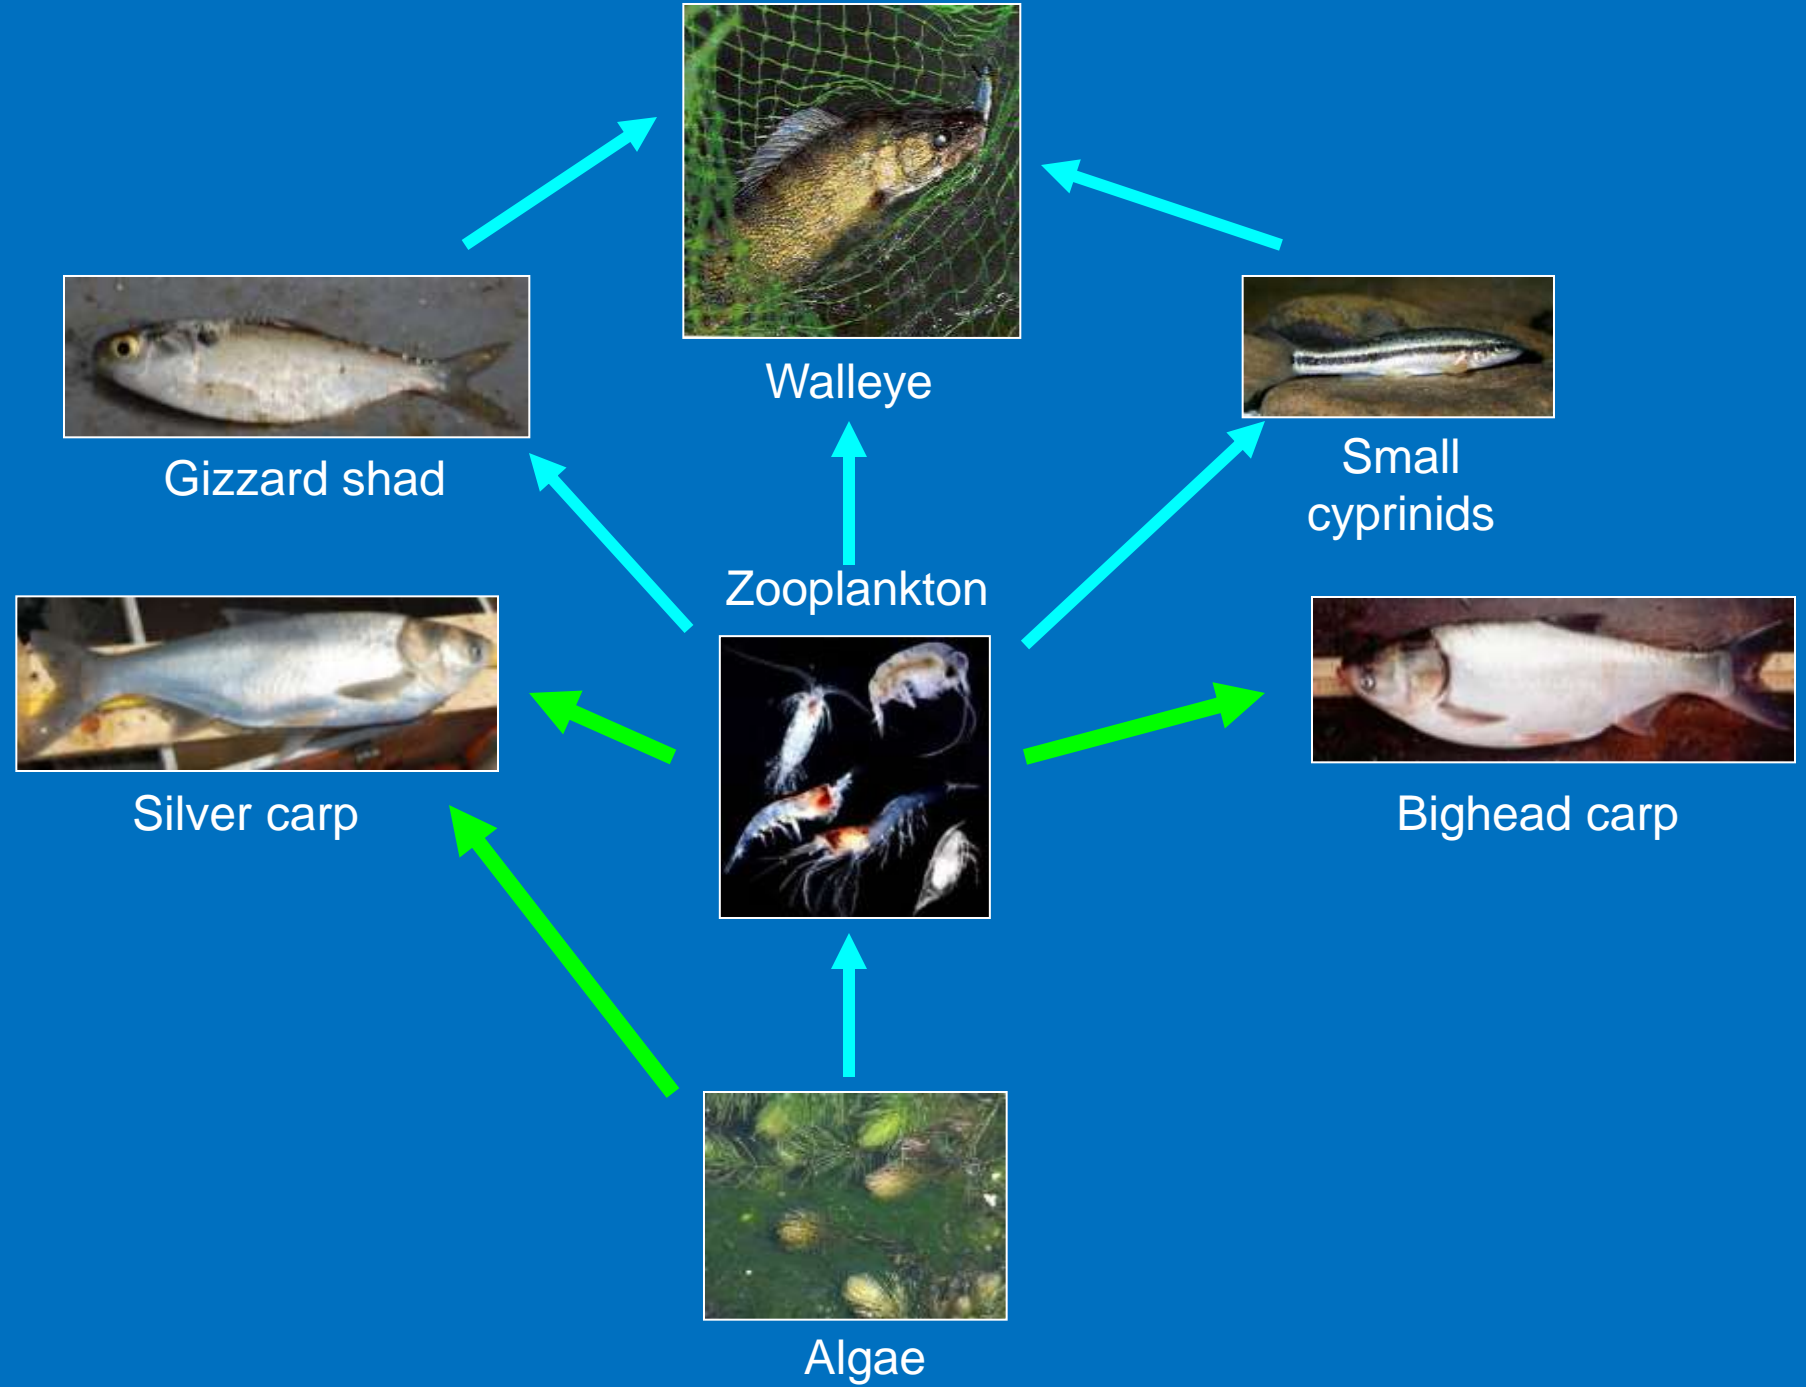 Walleye
Gizzard shad
Small
cyprinids
Zooplankton
Silver carp
Bighead carp
Algae